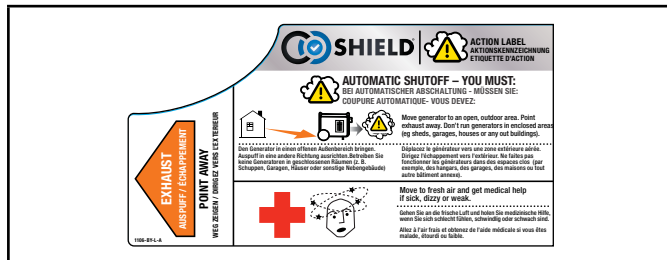 CO SHIELD®
ACTION LABEL
AKTIONSKENNZEICHNUNG
ETIQUETTE D'ACTION
AUTOMATIC SHUTOFF – YOU MUST:
BEI AUTOMATISCHER ABSCHALTUNG - MÜSSEN SIE:
COUPURE AUTOMATIQUE- VOUS DEVEZ:
Move generator to an open, outdoor area. Point
exhaust away. Don't run generators in enclosed areas
(eg sheds, garages, houses or any out buildings).
Den Generator in einen offenen Außenbereich bringen.
Auspuff in eine andere Richtung ausrichten.Betreiben Sie
keine Generatoren in geschlossenen Räumen (z. B.
Schuppen, Garagen, Häuser oder sonstige Nebengebäude)
Déplacez le générateur vers une zone extérieure aérée.
Dirigez l'échappement vers l'extérieur. Ne faites pas
fonctionner les générateurs dans des espaces clos (par
exemple, des hangars, des garages, des maisons ou tout
autre bâtiment annexe).
EXHAUST
AUSPUFF / ÉCHAPPEMENT
POINT AWAY
WEG ZEIGEN / DIRIGEZ VERS L'EXTERIEUR
Move to fresh air and get medical help
if sick, dizzy or weak.
Gehen Sie an die frische Luft und holen Sie medizinische Hilfe,
wenn Sie sich schlecht fühlen, schwindlig oder schwach sind.
Allez à l'air frais et obtenez de l'aide médicale si vous êtes
malade, étourdi ou faible.
1106-BY-L-A